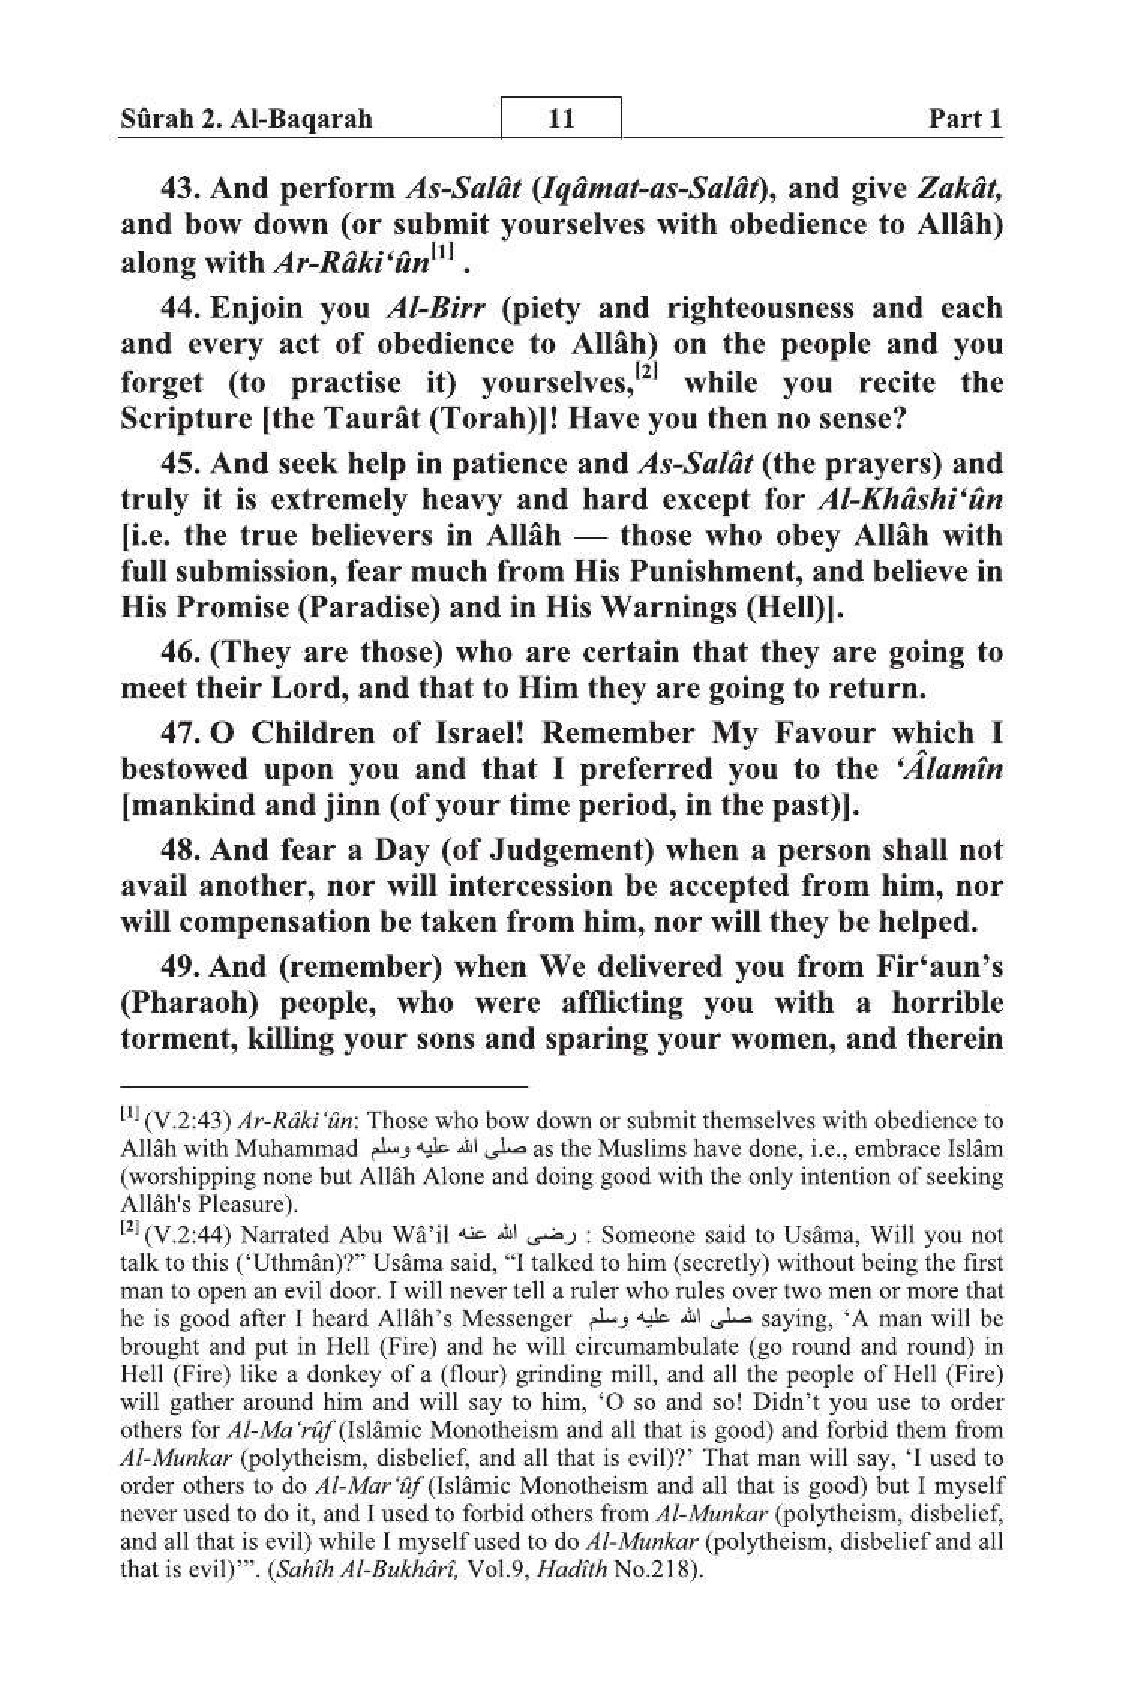 Sûrah 2. Al-Baqarah 11 Part 1
43. And perform As-Salât (Iqâmat-as-Salât), and give Zakât,
and bow down (or submit yourselves with obedience to Allâh)
along with Ar-Râki‘ûn[1] .
44. Enjoin you Al-Birr (piety and righteousness and each
and every act of obedience to Allâh) on the people and you
forget (to practise it) yourselves,[2] while you recite the
Scripture [the Taurât (Torah)]! Have you then no sense?
45. And seek help in patience and As-Salât (the prayers) and
truly it is extremely heavy and hard except for Al-Khâshi‘ûn
[i.e. the true believers in Allâh — those who obey Allâh with
full submission, fear much from His Punishment, and believe in
His Promise (Paradise) and in His Warnings (Hell)].
46. (They are those) who are certain that they are going to
meet their Lord, and that to Him they are going to return.
47. O Children of Israel! Remember My Favour which I
bestowed upon you and that I preferred you to the ‘Âlamîn
[mankind and jinn (of your time period, in the past)].
48. And fear a Day (of Judgement) when a person shall not
avail another, nor will intercession be accepted from him, nor
will compensation be taken from him, nor will they be helped.
49. And (remember) when We delivered you from Fir‘aun’s
(Pharaoh) people, who were afflicting you with a horrible
torment, killing your sons and sparing your women, and therein
[1] (V.2:43) Ar-Râki‘ûn: Those who bow down or submit themselves with obedience to
Allâh with Muhammad صلى الله عليه وسلم as the Muslims have done, i.e., embrace Islâm
(worshipping none but Allâh Alone and doing good with the only intention of seeking
Allâh's Pleasure).
[2] (V.2:44) Narrated Abu Wâ’il رضى الله عنه : Someone said to Usâma, Will you not
talk to this (‘Uthmân)?” Usâma said, “I talked to him (secretly) without being the first
man to open an evil door. I will never tell a ruler who rules over two men or more that
he is good after I heard Allâh’s Messenger صلى الله عليه وسلم saying, ‘A man will be
brought and put in Hell (Fire) and he will circumambulate (go round and round) in
Hell (Fire) like a donkey of a (flour) grinding mill, and all the people of Hell (Fire)
will gather around him and will say to him, ‘O so and so! Didn’t you use to order
others for Al-Ma‘rûf (Islâmic Monotheism and all that is good) and forbid them from
Al-Munkar (polytheism, disbelief, and all that is evil)?’ That man will say, ‘I used to
order others to do Al-Mar‘ûf (Islâmic Monotheism and all that is good) but I myself
never used to do it, and I used to forbid others from Al-Munkar (polytheism, disbelief,
and all that is evil) while I myself used to do Al-Munkar (polytheism, disbelief and all
that is evil)’”. (Sahîh Al-Bukhârî, Vol.9, Hadîth No.218).